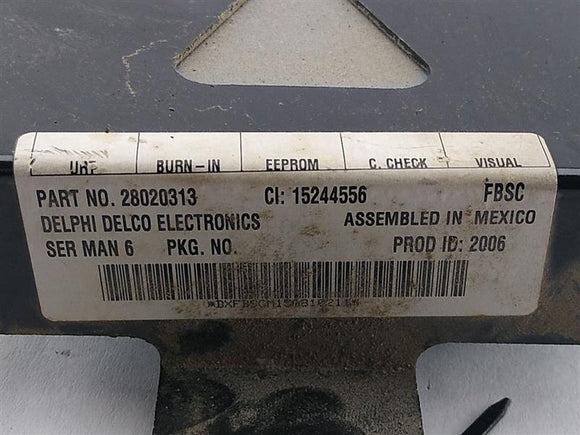 BURN-IN EEPROM C. CHECK VISUAL
PART NO. 28020313 CI: 15244556 FBSC
DELPHI DELCO ELECTRONICS ASSEMBLED IN MEXICO
SER MAN 6 PKG. NO. PROD ID: 2006